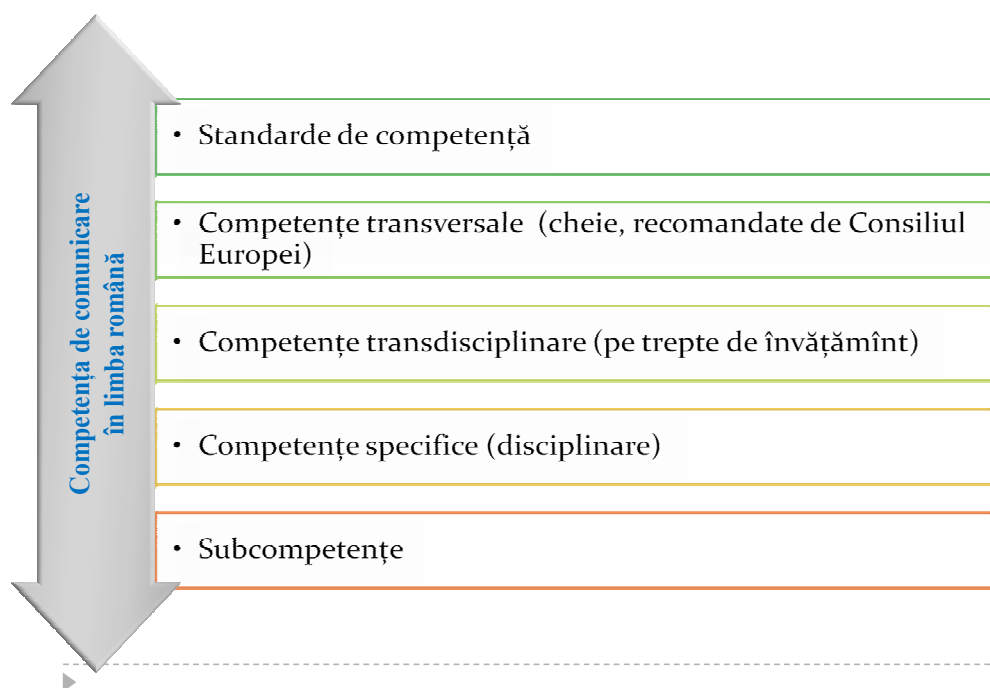 Competența de comunicare
în limba română
• Standarde de competență
• Competențe transversale (cheie, recomandate de Consiliul
Europei)
• Competențe transdisciplinare (pe trepte de învățămînt)
• Competențe specifice (disciplinare)
• Subcompetențe